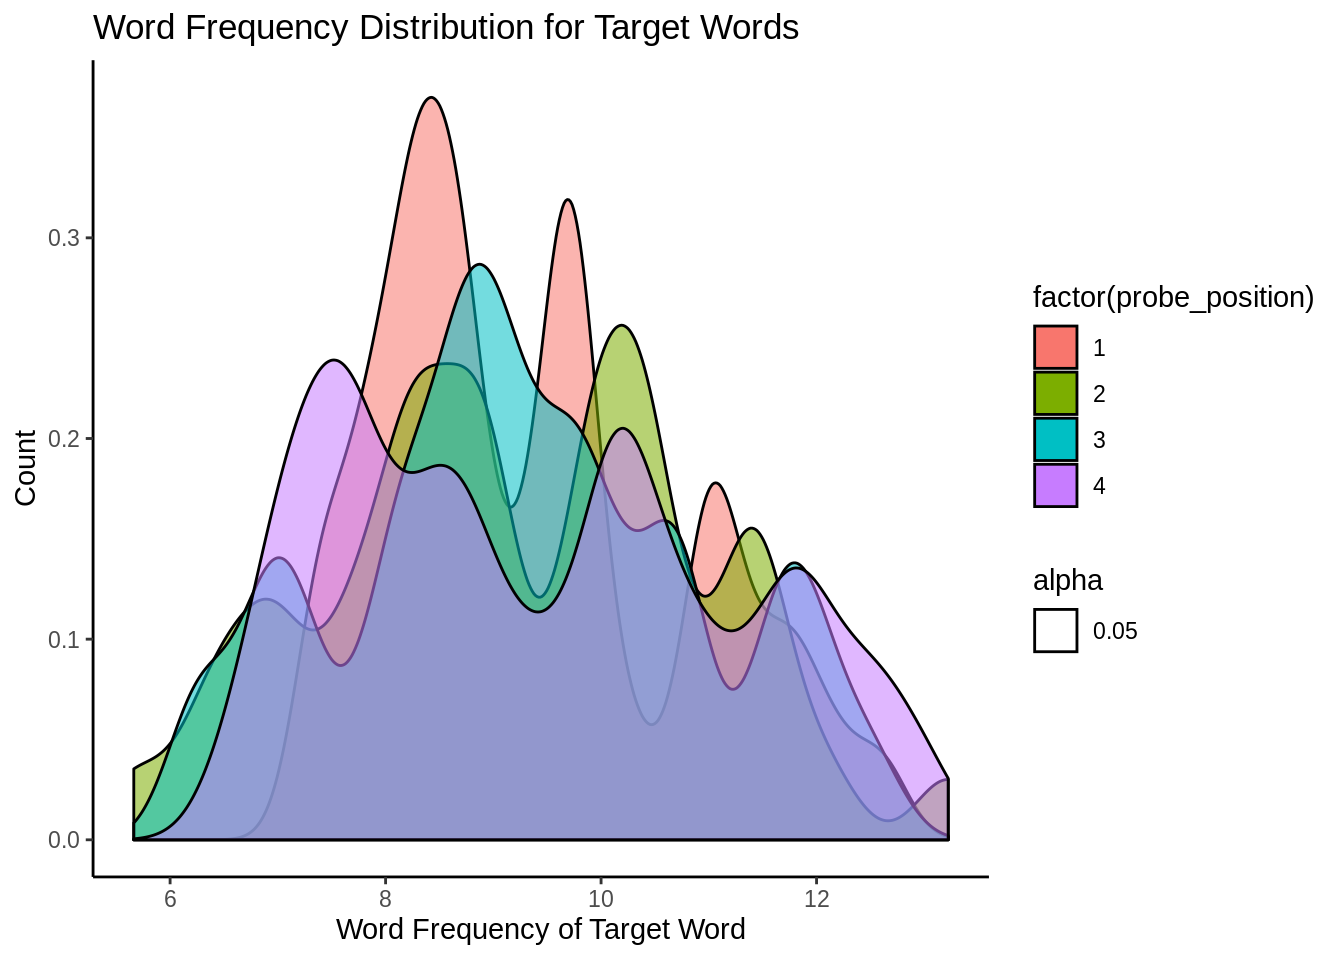 Word Frequency Distribution for Target Words
Count
0.3
0.2
0.1
0.0
6 8 10 12
Word Frequency of Target Word
factor(probe_position)
1
2
3
4
alpha
0.05